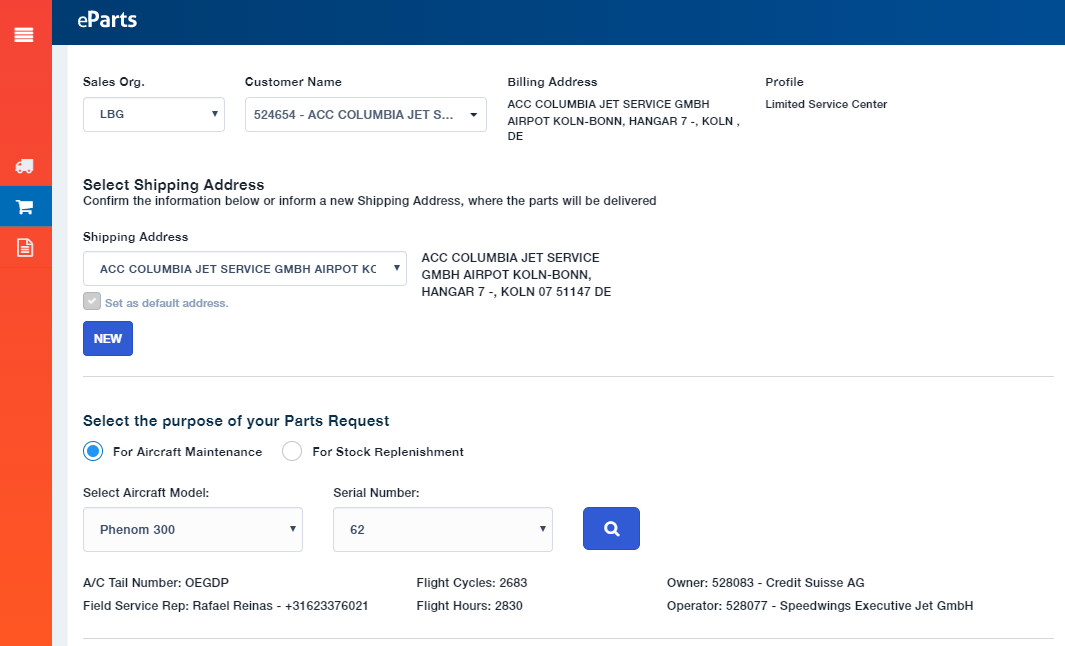 eParts
Sales Org.
LBG
Customer Name
524654 - ACC COLUMBIA JET S...
Billing Address
ACC COLUMBIA JET SERVICE GMBH
AIRPOT KOLN-BONN, HANGAR 7 -, KOLN ,
DE
Profile
Limited Service Center
Select Shipping Address
Confirm the information below or inform a new Shipping Address, where the parts will be delivered
Shipping Address
ACC COLUMBIA JET SERVICE GMBH AIRPOT KC
ACC COLUMBIA JET SERVICE
GMBH AIRPOT KOLN-BONN,
HANGAR 7 -, KOLN 07 51147 DE
Set as default address.
NEW
Select the purpose of your Parts Request
For Aircraft Maintenance
For Stock Replenishment
Select Aircraft Model:
Phenom 300
Serial Number:
62
A/C Tail Number: OEGDP
Flight Cycles: 2683
Owner: 528083 - Credit Suisse AG
Field Service Rep: Rafael Reinas - +31623376021
Flight Hours: 2830
Operator: 528077 - Speedwings Executive Jet GmbH